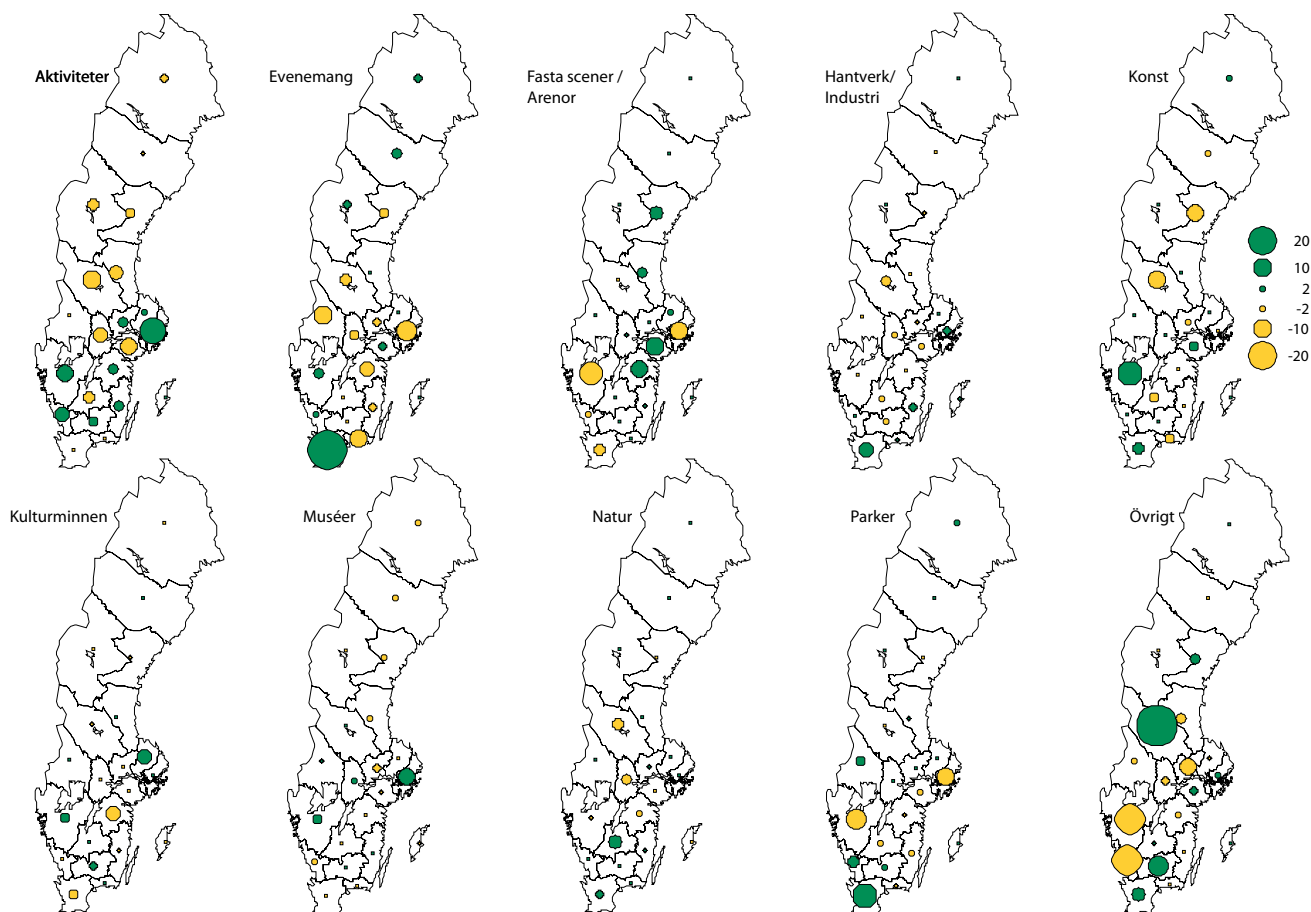 Aktiviteter
Evenemang
Fasta scener /
Arenor
Hantverk/
Industri
Konst
20
10
2
-2
-10
-20
Kulturminnen
Muséer
Natur
Parker
Övrigt